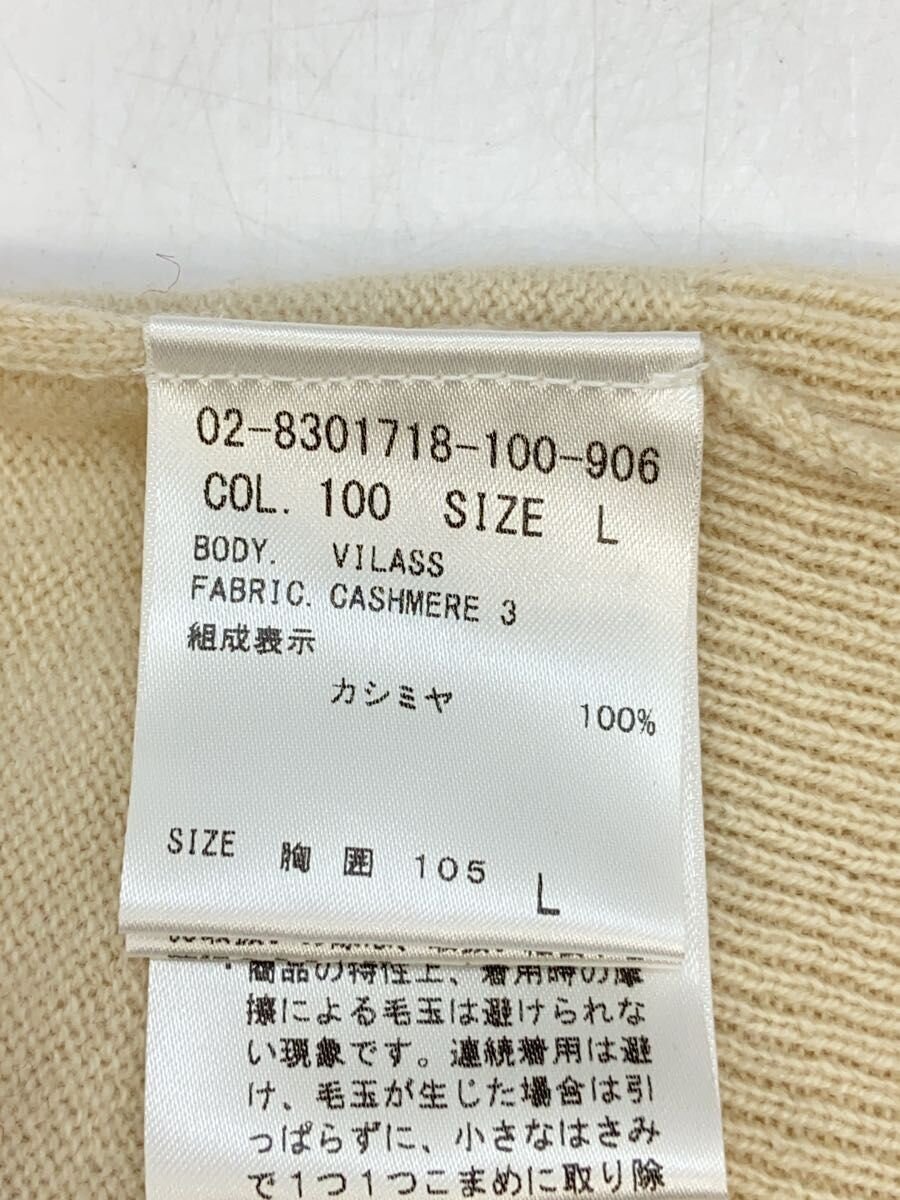 02-8301718-100-906
COL. 100 SIZE L
BODY. VILASS
FABRIC. CASHMERE 3
組成表示
カシミヤ 100%
SIZE 胸 囲 105 L
商品の特性上、着用時の摩
擦による毛玉は避けられな
い現象です。連続着用は避
け、毛玉が生じた場合は引
っぱらずに、小さなはさみ
で1つ1つこまめに取り除